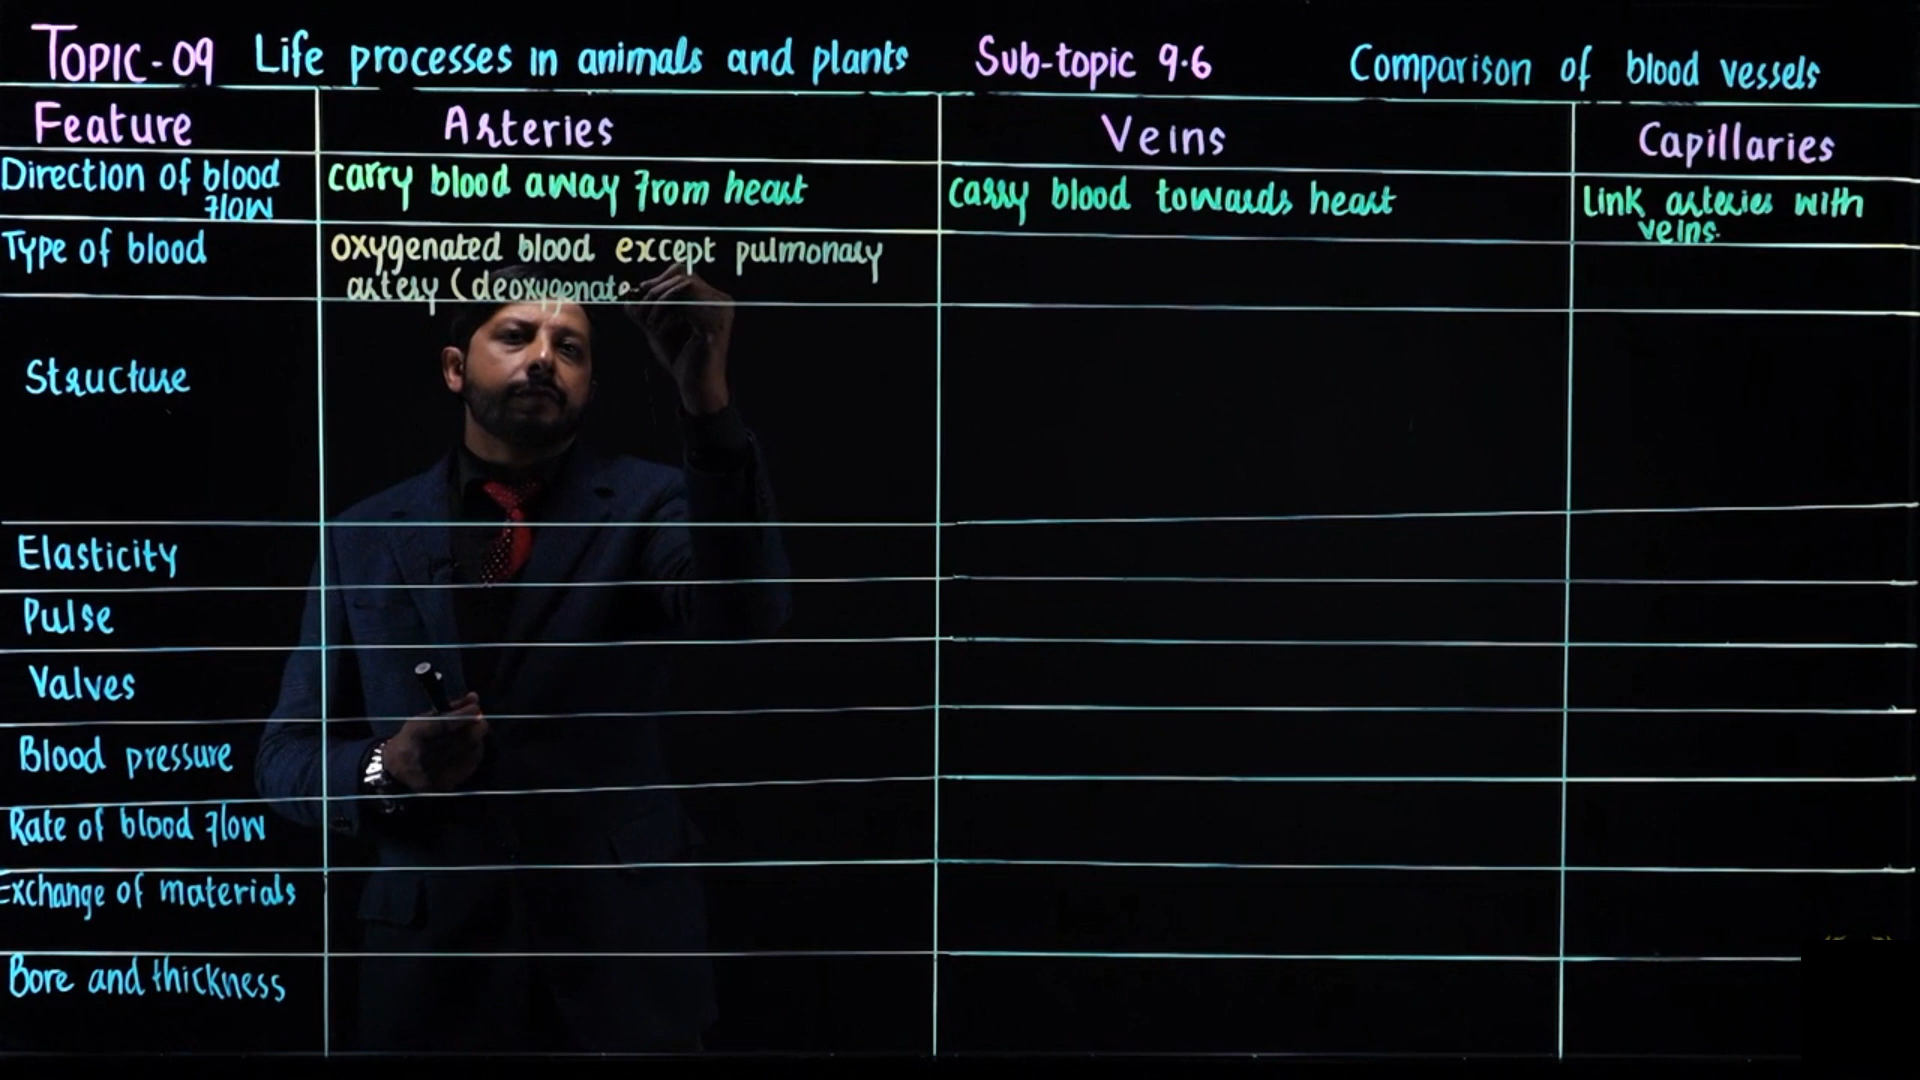 TOPIC-09 Life processes in animals and plants Sub-topic 9.6 Comparison of blood vessels
Feature Arteries Veins Capillaries
Direction of blood flow carry blood away from heart carry blood towards heart Link arteries with veins.
Type of blood oxygenated blood except pulmonary
artery (deoxygenate
Structure
Elasticity
Pulse
Valves
Blood pressure
Rate of blood flow
Exchange of materials
Bore and thickness